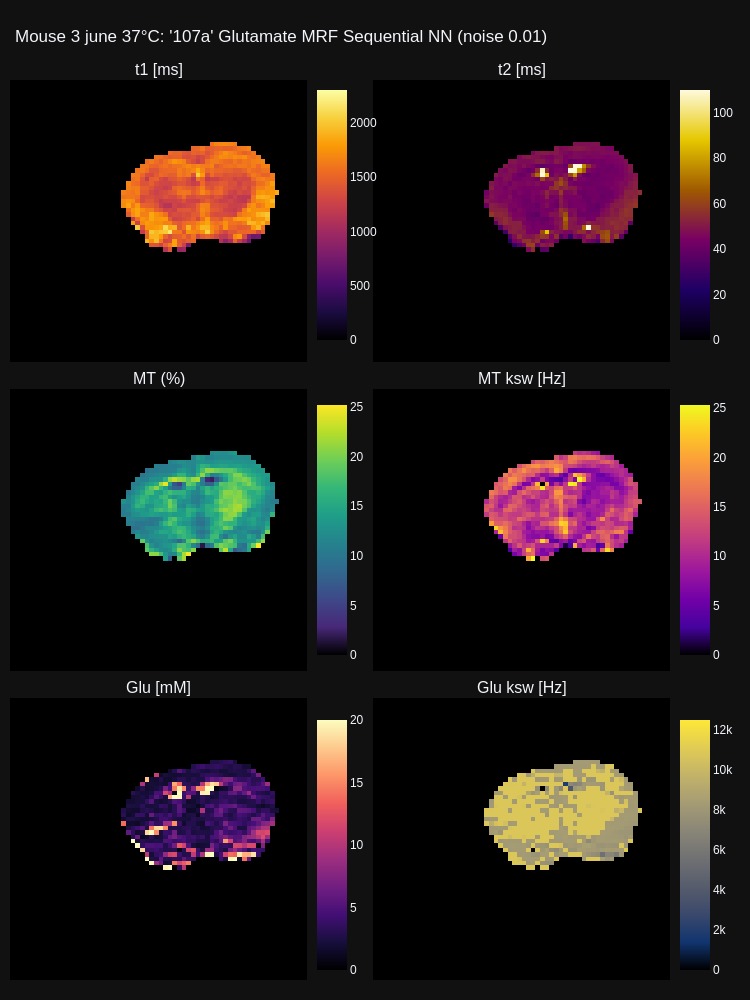 Mouse 3 june 37°C: '107a' Glutamate MRF Sequential NN (noise 0.01)
t1 [ms]
2000
1500
1000
500
0
t2 [ms]
100
80
60
40
20
0
MT (%)
25
20
15
10
5
0
MT ksw [Hz]
25
20
15
10
5
0
Glu [mM]
20
15
10
5
0
Glu ksw [Hz]
12k
10k
8k
6k
4k
2k
0